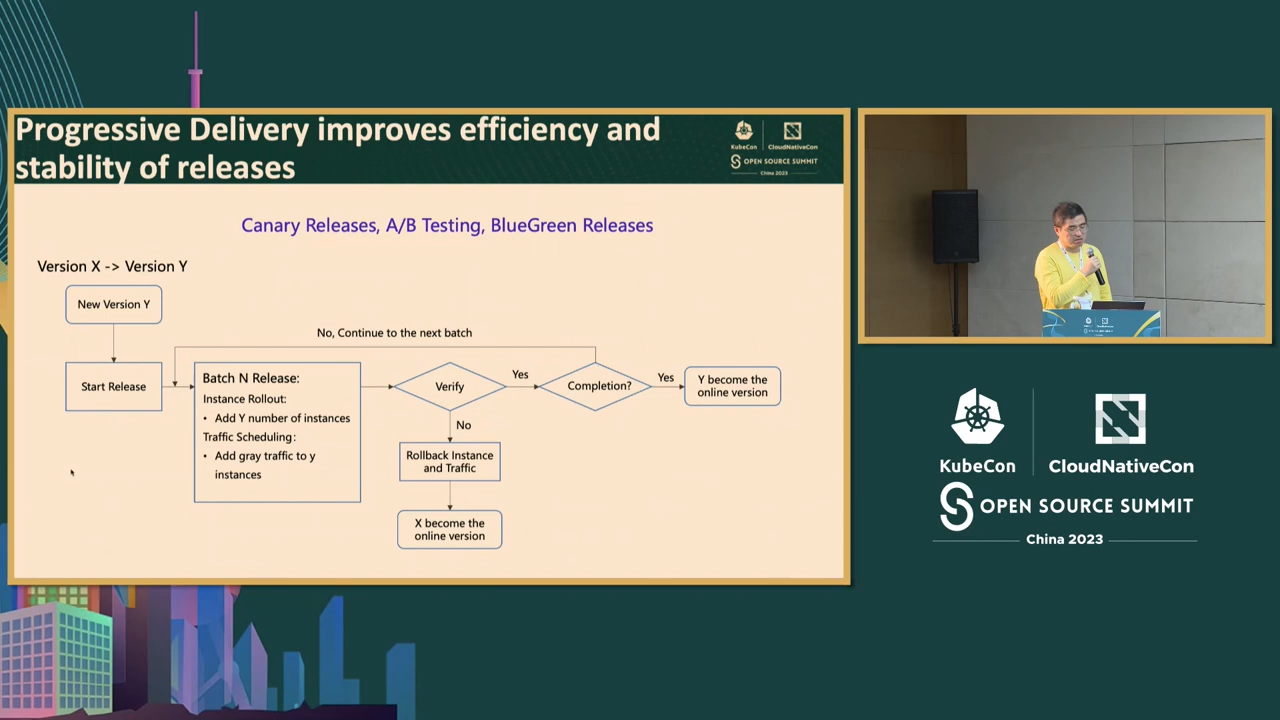 Progressive Delivery improves efficiency and
stability of releases
KubeCon
CloudNativeCon
OPEN SOURCE SUMMIT
China 2023
Canary Releases, A/B Testing, BlueGreen Releases
Version X -> Version Y
New Version Y
No, Continue to the next batch
Start Release
Batch N Release:
Instance Rollout:
• Add Y number of instances
Traffic Scheduling:
• Add gray traffic to y
instances
Verify
Yes
Completion?
Yes
Y become the
online version
No
Rollback Instance
and Traffic
X become the
online version
KubeCon
CloudNativeCon
OPEN SOURCE SUMMIT
China 2023